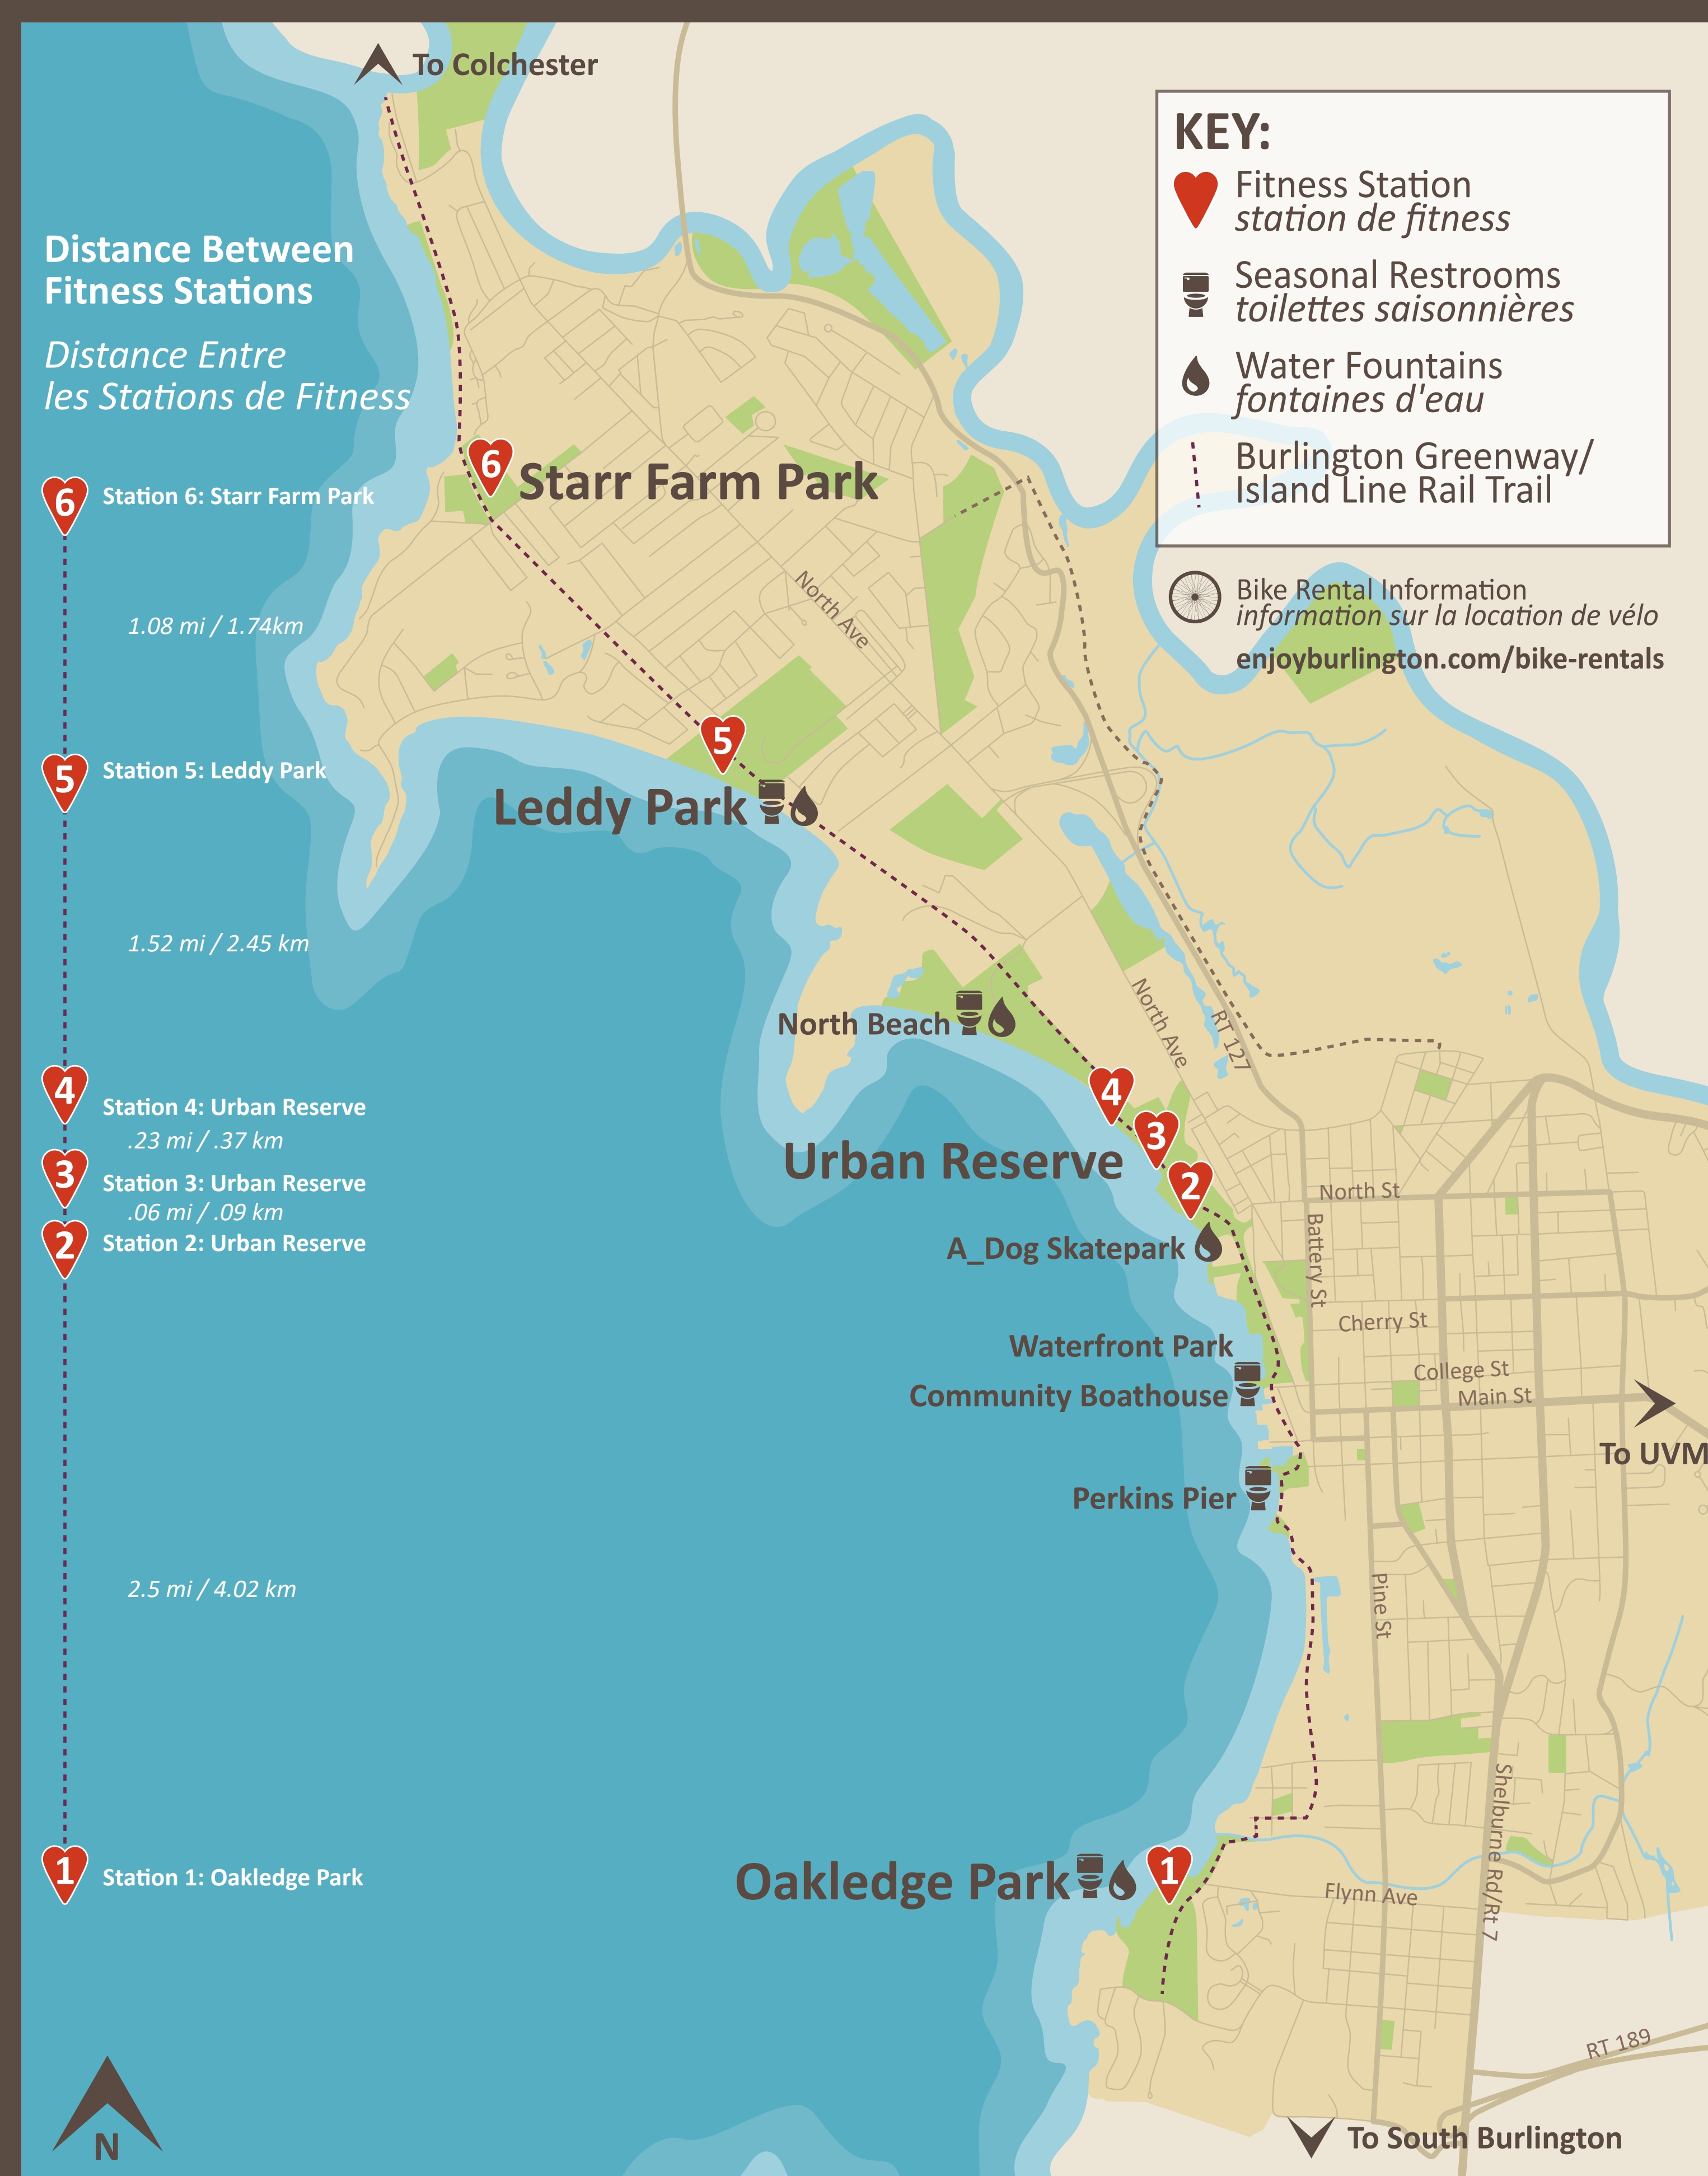 To Colchester
KEY:
Fitness Station
station de fitness
Seasonal Restrooms
toilettes saisonnières
Water Fountains
fontaines d'eau
Burlington Greenway/
Island Line Rail Trail
Bike Rental Information
information sur la location de vélo
enjoyburlington.com/bike-rentals
Distance Between
Fitness Stations
Distance Entre
les Stations de Fitness
6
Station 6: Starr Farm Park
1.08 mi / 1.74km
5
Station 5: Leddy Park
1.52 mi / 2.45 km
4
Station 4: Urban Reserve
.23 mi / .37 km
3
Station 3: Urban Reserve
.06 mi / .09 km
2
Station 2: Urban Reserve
2.5 mi / 4.02 km
1
Station 1: Oakledge Park
N
6
Starr Farm Park
North Ave
5
Leddy Park
North Beach
North Ave
RT 127
4
3
Urban Reserve
2
North St
Battery St
A_Dog Skatepark
Cherry St
Waterfront Park
College St
Community Boathouse
Main St
To UVM
Perkins Pier
Pine St
Shelburne Rd/Rt 7
Oakledge Park
1
Flynn Ave
RT 189
To South Burlington